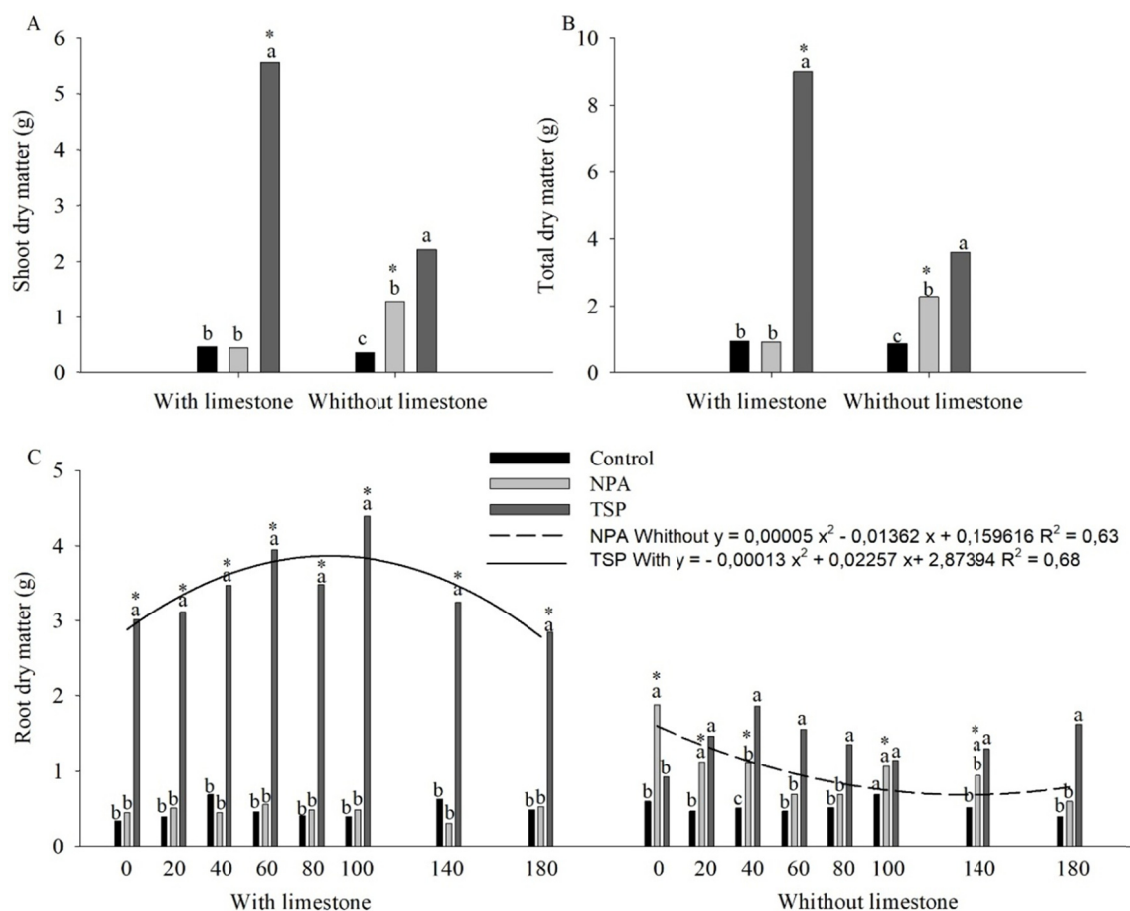 A
Shoot dry matter (g)
6
5
4
3
2
1
0
b b * a
c * b a
With limestone Whithout limestone
B
Total dry matter (g)
10
8
6
4
2
0
b b * a
c * b a
With limestone Whithout limestone
C
Root dry matter (g)
5
4
3
2
1
0
Control
NPA
TSP
NPA Whithout y = 0,00005 x² - 0,01362 x + 0,159616 R² = 0,63
TSP With y = - 0,00013 x² + 0,02257 x+ 2,87394 R² = 0,68
b b * a b b * a b b * a b b * a b b * a b b * a b b * a b b * a
b * a b b * a a c * b a b b a b b a a * a a b * a b a b b a
0 20 40 60 80 100 140 180
0 20 40 60 80 100 140 180
With limestone Whithout limestone